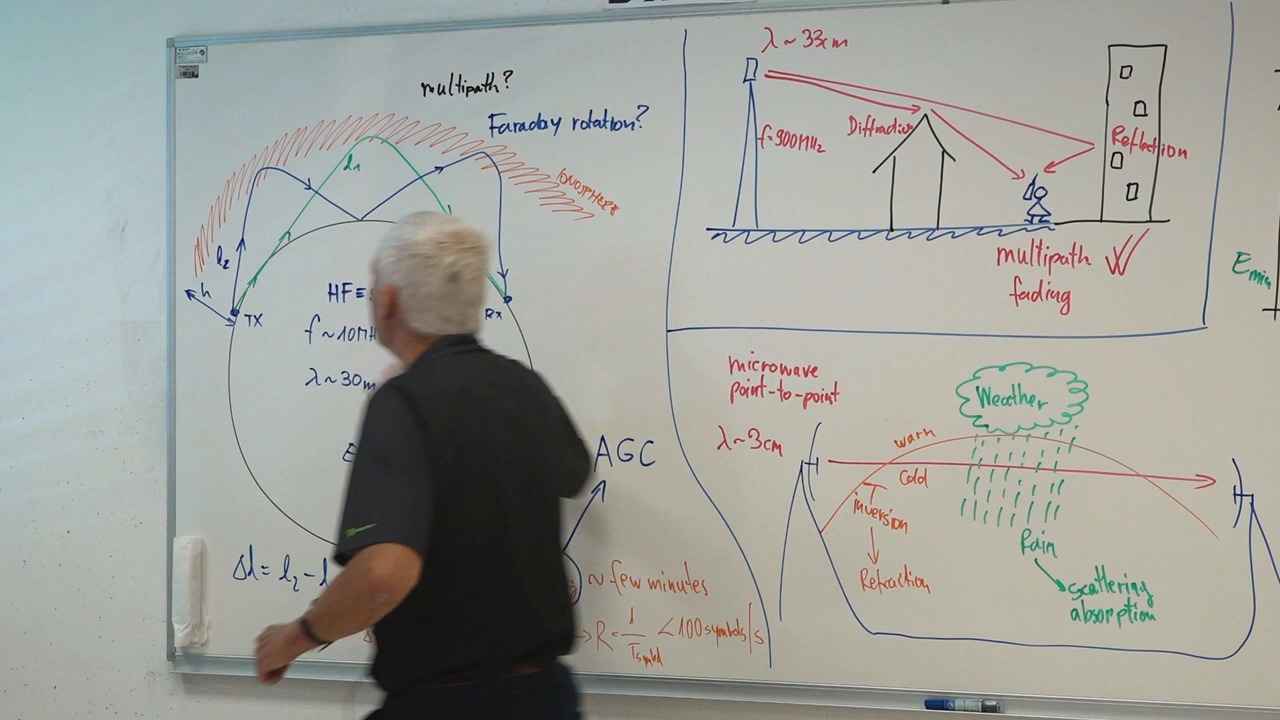 multipath?
Faraday rotation?
IONOSPHERE
l₁
l₂
h
TX
Rx
HF ≡
f ~ 10MH
λ ~ 30m
AGC
Δl = l₂ - l
~ few minutes
R = 1/Tsymbol < 100 symbols/s
λ ~ 33cm
f = 900MHz
Diffraction
Reflection
multipath
fading
Emin
microwave
point-to-point
λ ~ 3cm
Weather
warm
Cold
inversion
Refraction
Rain
scattering
absorption